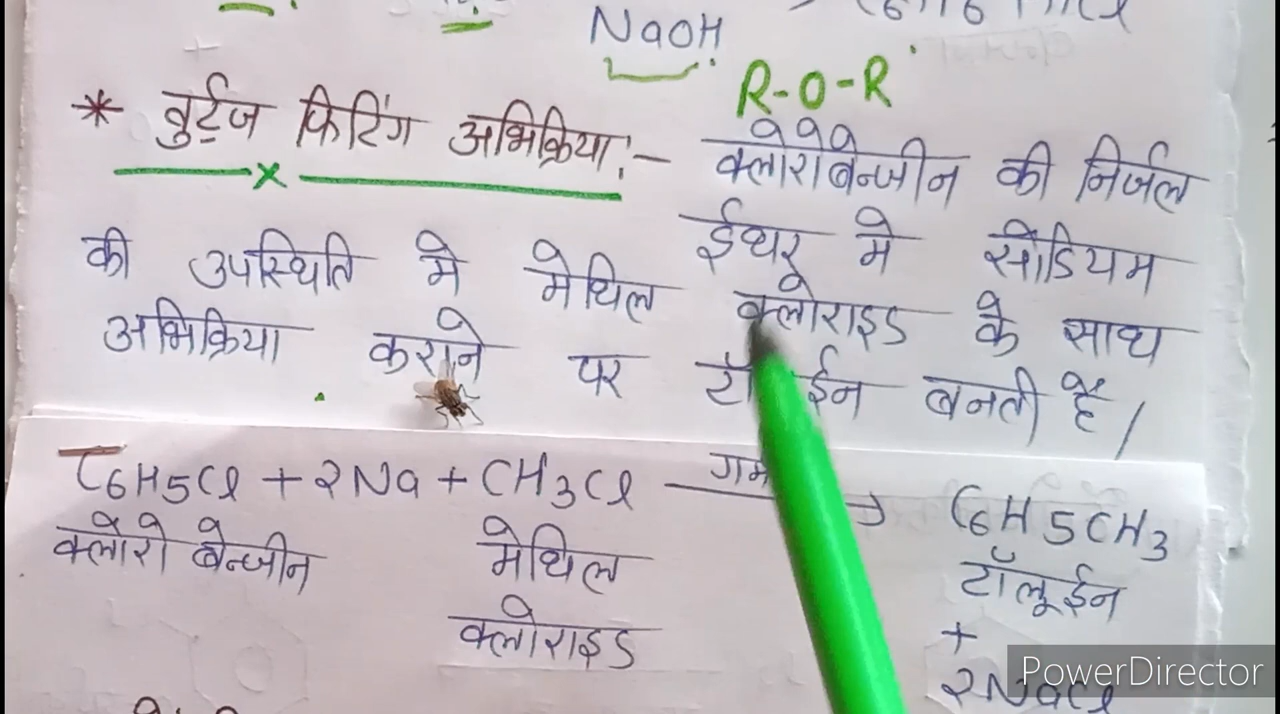 NaOH
R-O-R
* वुर्ट्ज फिटिंग अभिक्रिया :- क्लोरोबेन्जीन की निर्जल
ईथर मे सोडियम
की उपस्थिति मे मेथिल क्लोराइड के साथ
अभिक्रिया कराने पर बनती है /
C6H5Cl + 2Na + CH3Cl → C6H5CH3
क्लोरो बेन्जीन मेथिल टॉलूईन
क्लोराइड +
2NaCl
PowerDirector